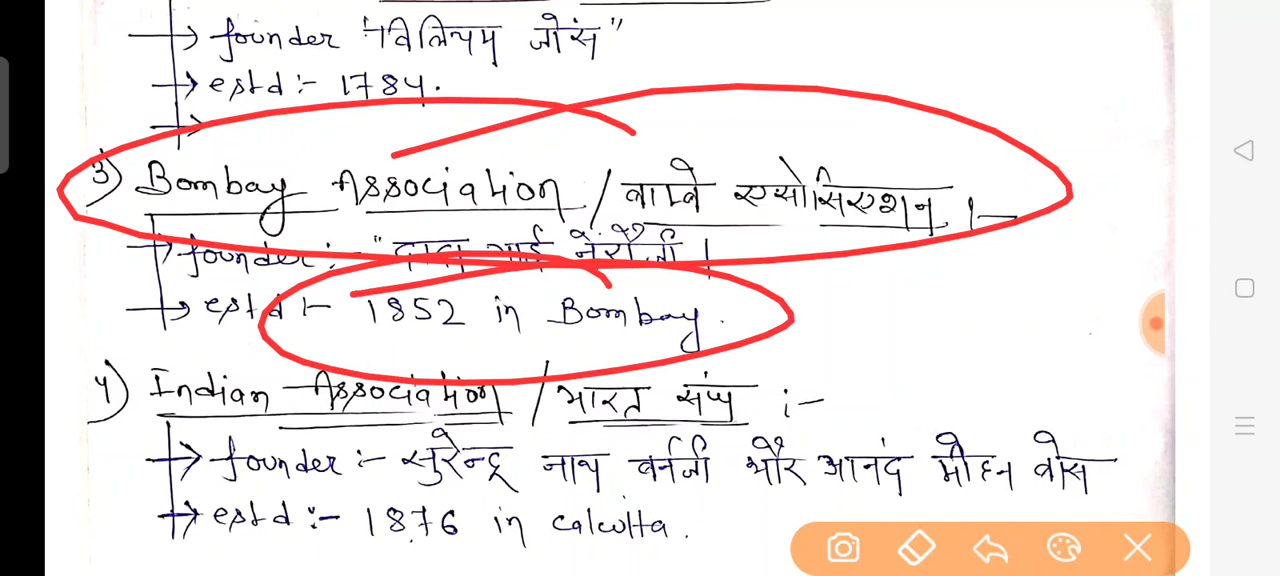 → founder "विलियम जोंस"
→ estd :- 1784.
→
3) Bombay Association / बाम्बे एसोसिएशन ।-
→ founder :- "दादा भाई नैरोजी ।
→ estd :- 1852 in Bombay.
4) Indian Association / भारत संघ :-
→ founder :- सुरेन्द्र नाथ बनर्जी और आनंद मोहन बोस
→ estd :- 1876 in calcutta.